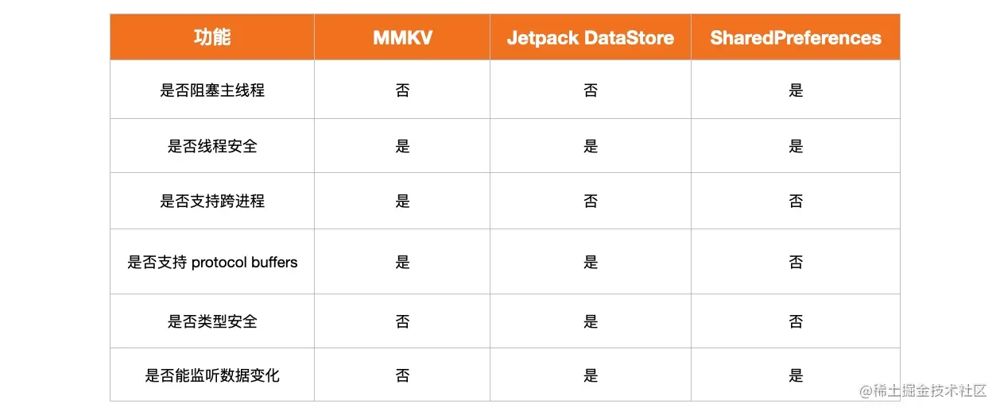 功能 MMKV Jetpack DataStore SharedPreferences
是否阻塞主线程 否 否 是
是否线程安全 是 是 是
是否支持跨进程 是 否 否
是否支持 protocol buffers 是 是 否
是否类型安全 否 是 否
是否能监听数据变化 否 是 是
@稀土掘金技术社区